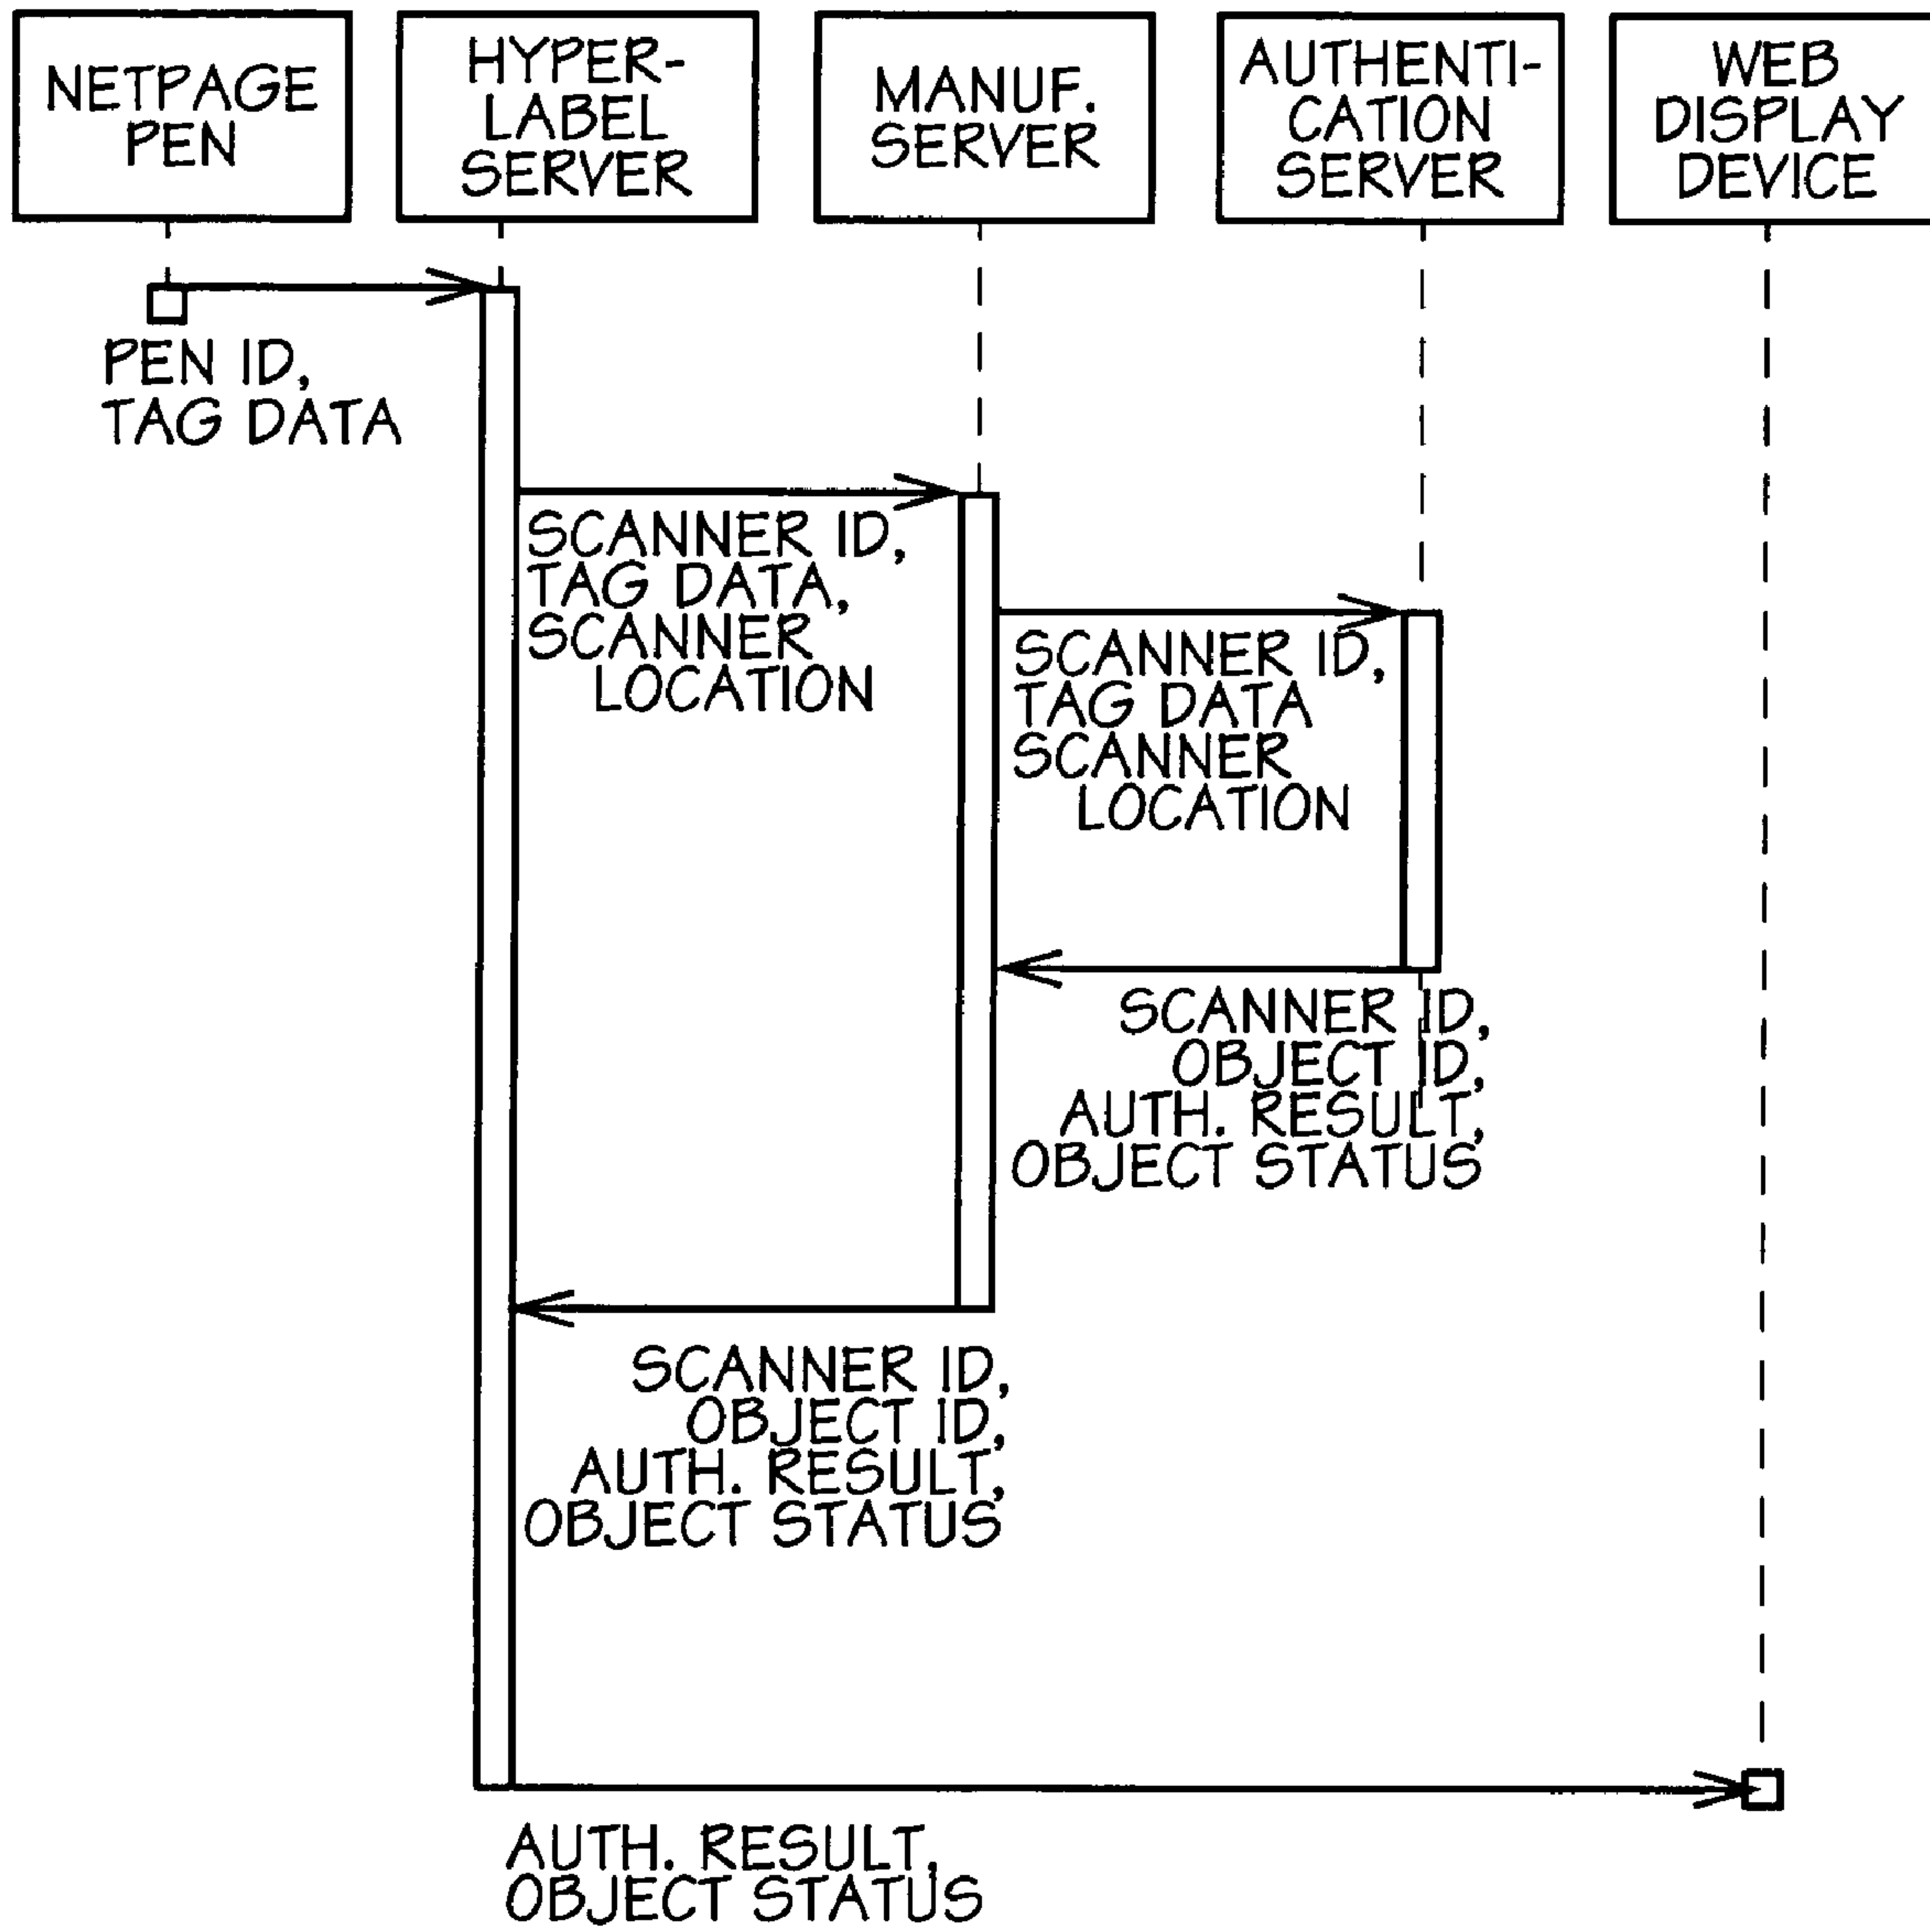 NETPAGE
PEN
HYPER-
LABEL
SERVER
MANUF.
SERVER
AUTHENTI-
CATION
SERVER
WEB
DISPLAY
DEVICE
PEN ID,
TAG DATA
SCANNER ID,
TAG DATA,
SCANNER
LOCATION
SCANNER ID,
TAG DATA
SCANNER
LOCATION
SCANNER ID,
OBJECT ID,
AUTH. RESULT,
OBJECT STATUS
SCANNER ID,
OBJECT ID,
AUTH. RESULT,
OBJECT STATUS
AUTH. RESULT,
OBJECT STATUS